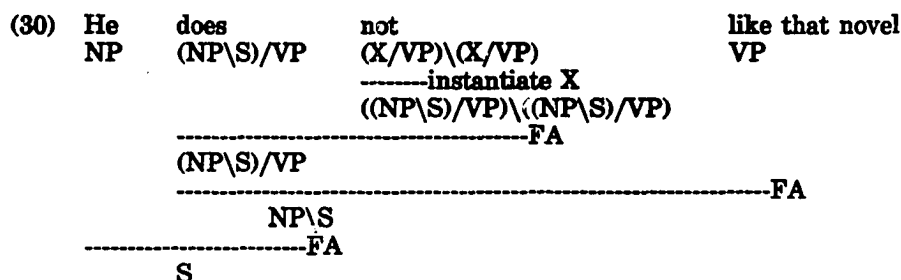 (30) He does not like that novel
NP (NP\S)/VP (X/VP)\(X/VP) VP
--------instantiate X
((NP\S)/VP)\((NP\S)/VP)
----------------------------------FA
(NP\S)/VP
----------------------------------------------------------FA
NP\S
---------------------FA
S